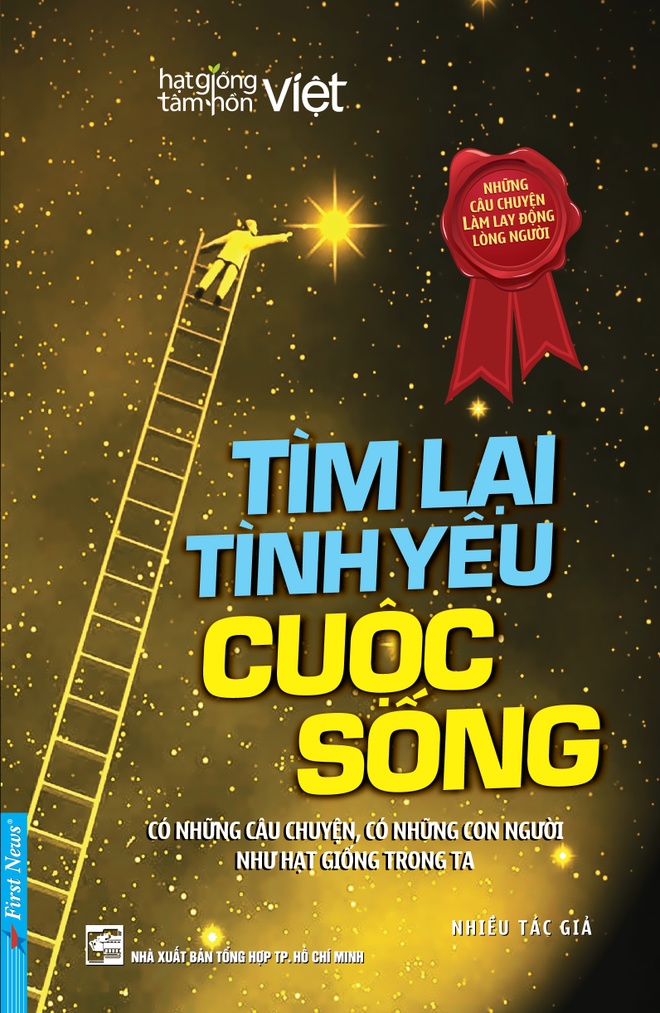 hạt giống
tâm hồn việt
NHỮNG
CÂU CHUYỆN
LÀM LAY ĐỘNG
LÒNG NGƯỜI
TÌM LẠI
TÌNH YÊU
CUỘC
SỐNG
CÓ NHỮNG CÂU CHUYỆN, CÓ NHỮNG CON NGƯỜI
NHƯ HẠT GIỐNG TRONG TA
NHIỀU TÁC GIẢ
First News®
NHÀ XUẤT BẢN TỔNG HỢP TP. HỒ CHÍ MINH